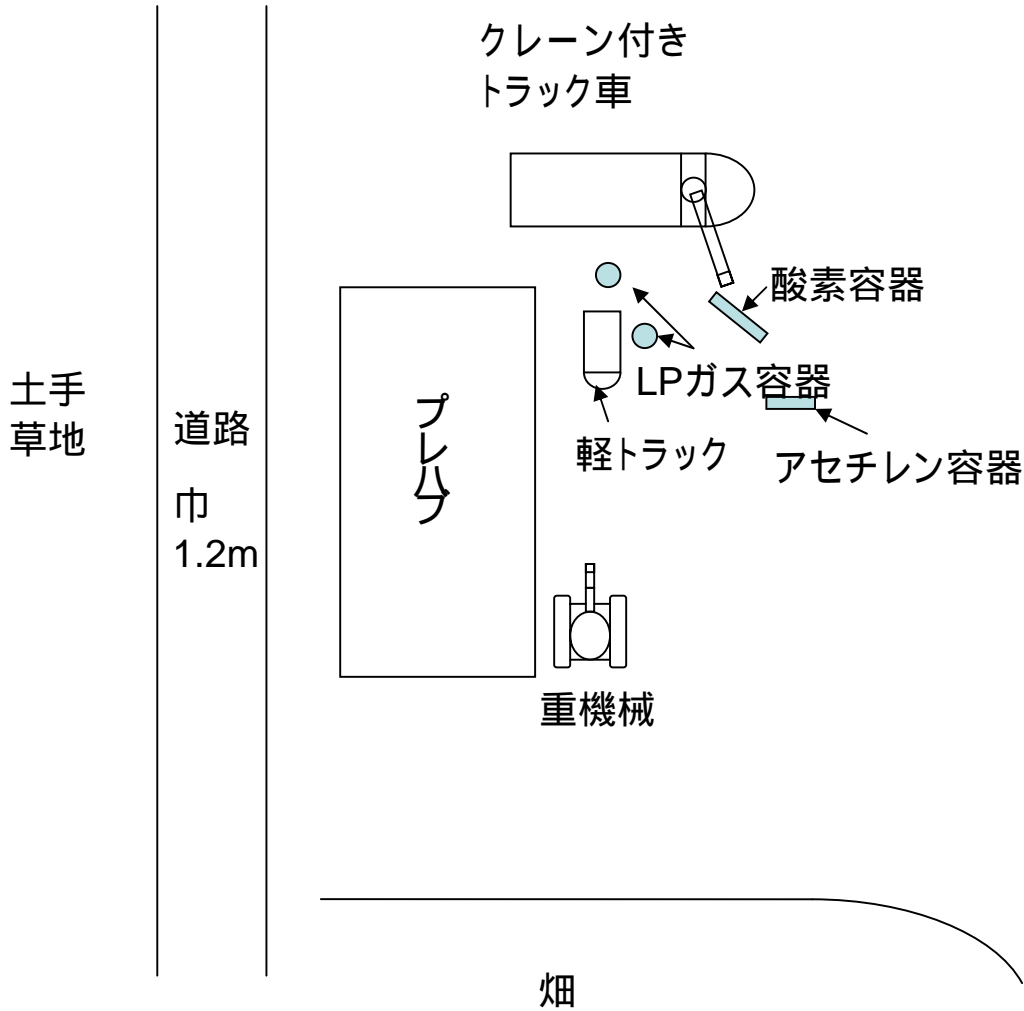 クレーン付き
トラック車
酸素容器
LPガス容器
土手
草地
道路
巾
1.2m
プレハブ
軽トラック
アセチレン容器
重機械
畑